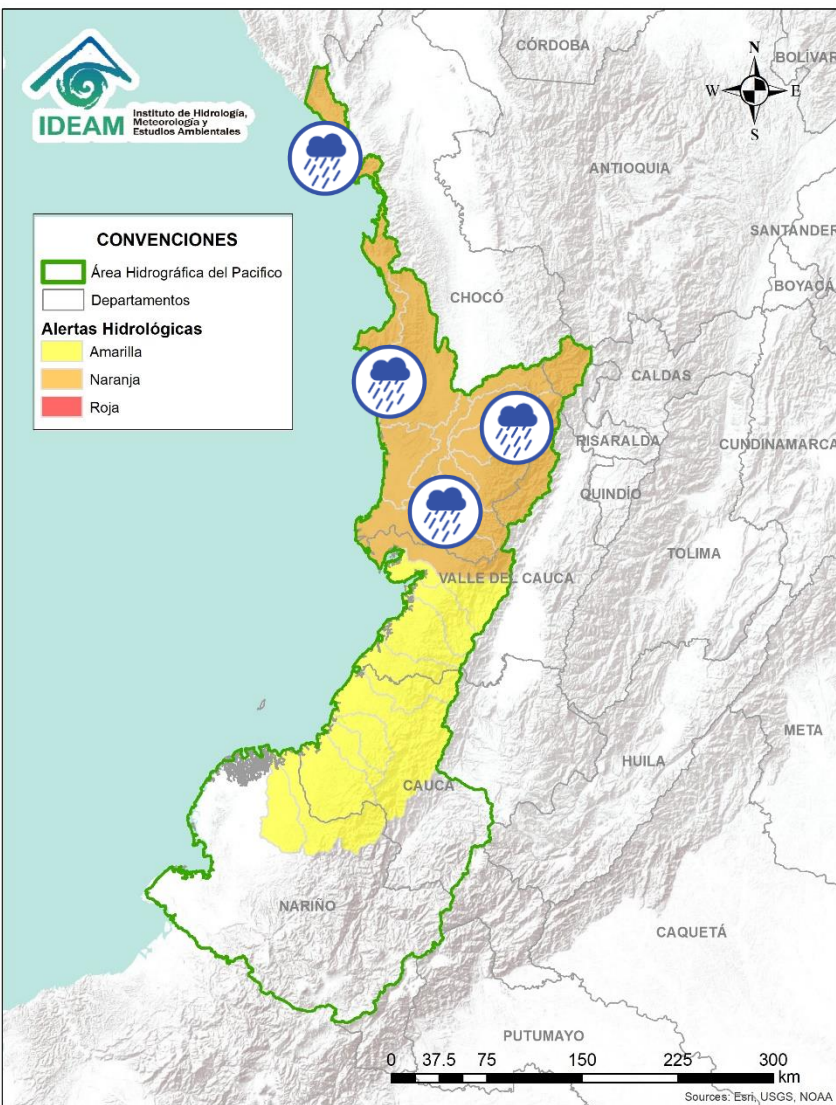 IDEAM
Instituto de Hidrología,
Meteorología y
Estudios Ambientales
CONVENCIONES
Área Hidrográfica del Pacifico
Departamentos
Alertas Hidrológicas
Amarilla
Naranja
Roja
N
W
E
S
CÓRDOBA
BOLÍVAR
ANTIOQUIA
SANTANDER
BOYACÁ
CHOCÓ
CALDAS
RISARALDA
CUNDINAMARCA
QUINDÍO
TOLIMA
VALLE DEL CAUCA
META
HUILA
CAUCA
NARIÑO
CAQUETÁ
PUTUMAYO
0 37.5 75 150 225 300
km
Sources: Esri, USGS, NOAA